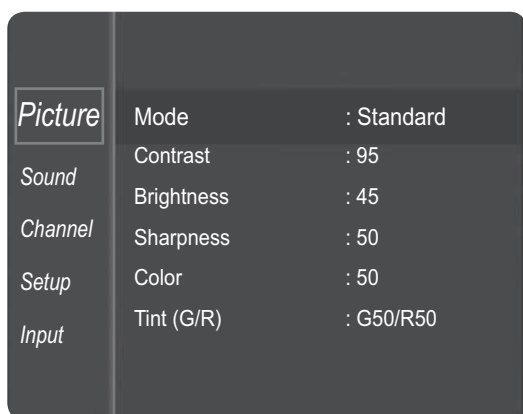 Picture
Sound
Channel
Setup
Input
Mode : Standard
Contrast : 95
Brightness : 45
Sharpness : 50
Color : 50
Tint (G/R) : G50/R50